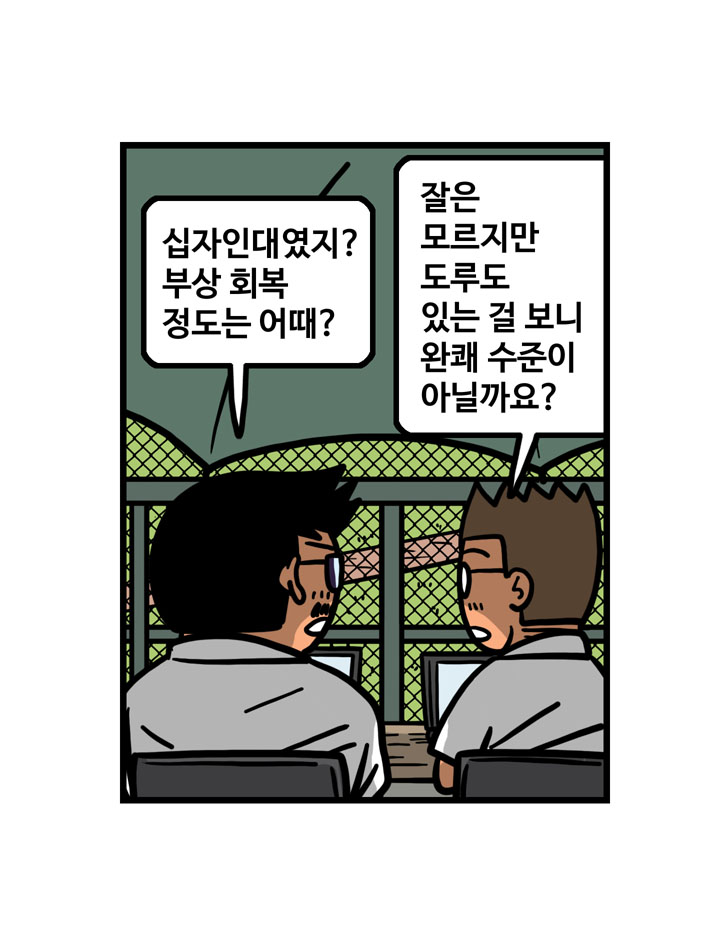 십자인대였지?
부상 회복
정도는 어때?
잘은
모르지만
도루도
있는 걸 보니
완쾌 수준이
아닐까요?